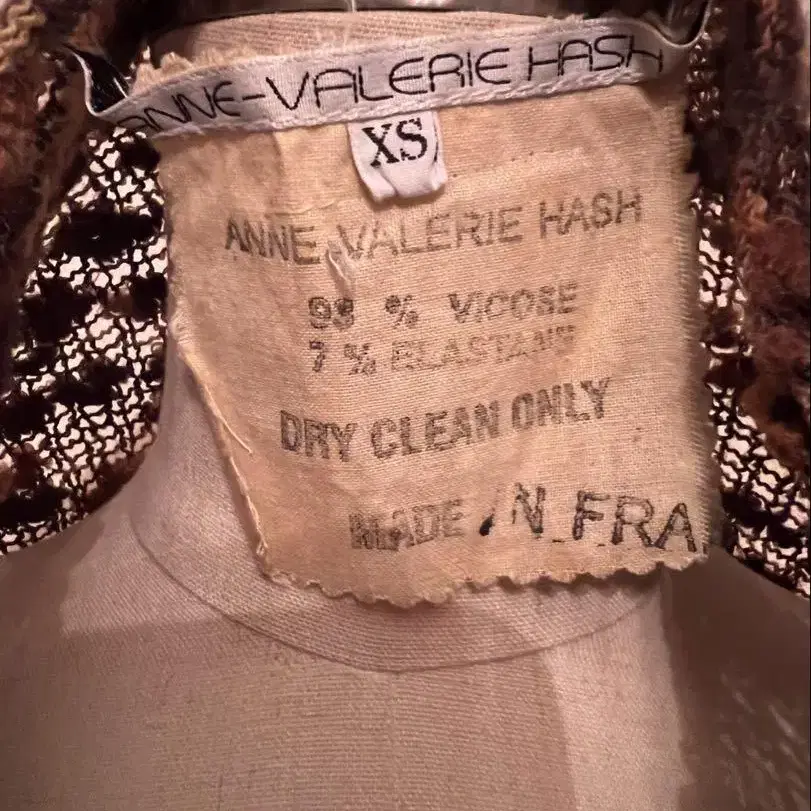 ANNE-VALERIE HASH
XS
ANNE-VALERIE HASH
93 % VICOSE
7 % ELASTANE
DRY CLEAN ONLY
MADE IN FRA